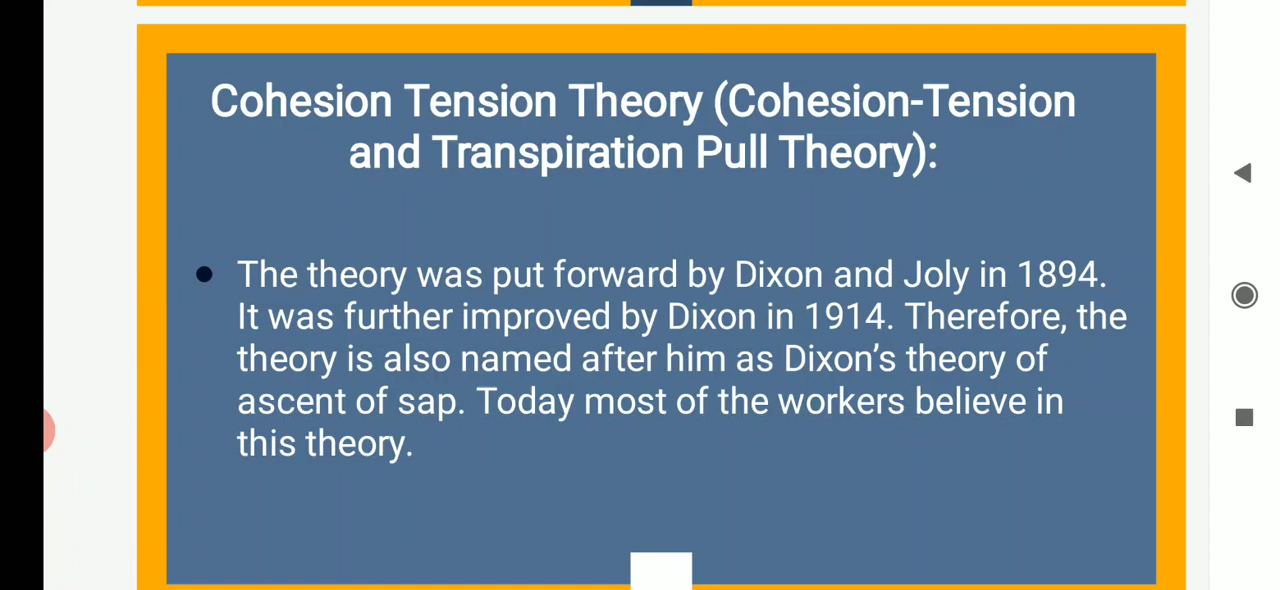 Cohesion Tension Theory (Cohesion-Tension
and Transpiration Pull Theory):
● The theory was put forward by Dixon and Joly in 1894.
It was further improved by Dixon in 1914. Therefore, the
theory is also named after him as Dixon’s theory of
ascent of sap. Today most of the workers believe in
this theory.